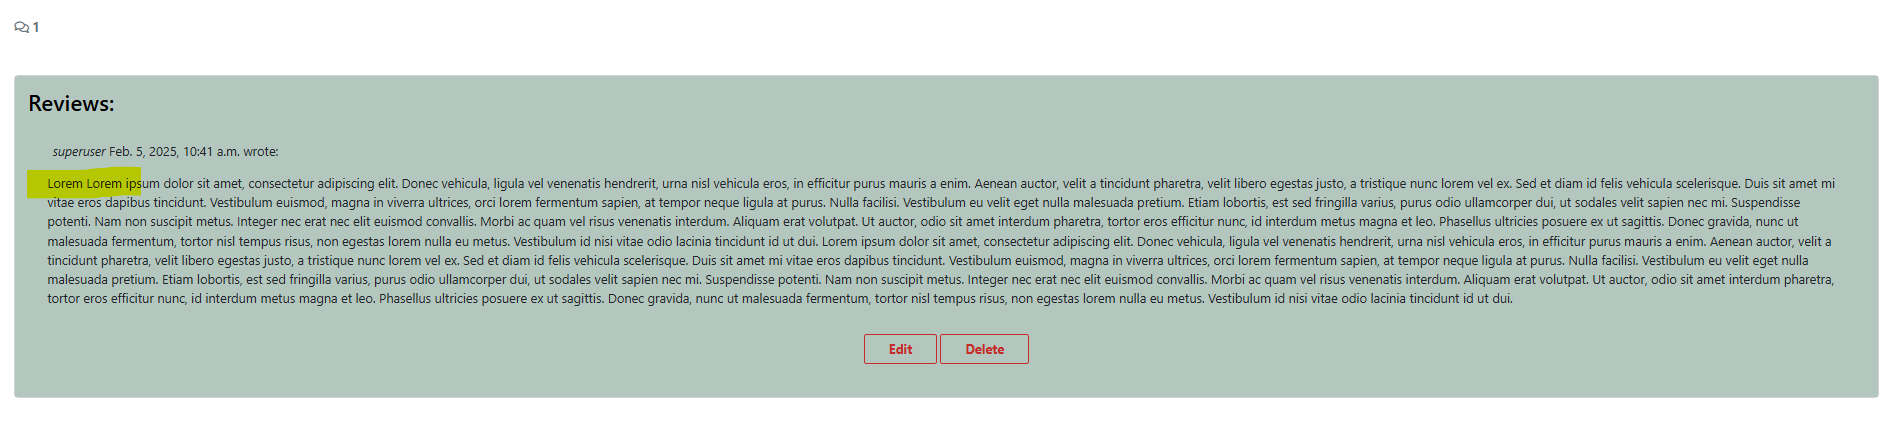 1
Reviews:
superuser Feb. 5, 2025, 10:41 a.m. wrote:
Lorem Lorem ipsum dolor sit amet, consectetur adipiscing elit. Donec vehicula, ligula vel venenatis hendrerit, urna nisl vehicula eros, in efficitur purus mauris a enim. Aenean auctor, velit a tincidunt pharetra, velit libero egestas justo, a tristique nunc lorem vel ex. Sed et diam id felis vehicula scelerisque. Duis sit amet mi
vitae eros dapibus tincidunt. Vestibulum euismod, magna in viverra ultrices, orci lorem fermentum sapien, at tempor neque ligula at purus. Nulla facilisi. Vestibulum eu velit eget nulla malesuada pretium. Etiam lobortis, est sed fringilla varius, purus odio ullamcorper dui, ut sodales velit sapien nec mi. Suspendisse
potenti. Nam non suscipit metus. Integer nec erat nec elit euismod convallis. Morbi ac quam vel risus venenatis interdum. Aliquam erat volutpat. Ut auctor, odio sit amet interdum pharetra, tortor eros efficitur nunc, id interdum metus magna et leo. Phasellus ultricies posuere ex ut sagittis. Donec gravida, nunc ut
malesuada fermentum, tortor nisl tempus risus, non egestas lorem nulla eu metus. Vestibulum id nisi vitae odio lacinia tincidunt id ut dui. Lorem ipsum dolor sit amet, consectetur adipiscing elit. Donec vehicula, ligula vel venenatis hendrerit, urna nisl vehicula eros, in efficitur purus mauris a enim. Aenean auctor, velit a
tincidunt pharetra, velit libero egestas justo, a tristique nunc lorem vel ex. Sed et diam id felis vehicula scelerisque. Duis sit amet mi vitae eros dapibus tincidunt. Vestibulum euismod, magna in viverra ultrices, orci lorem fermentum sapien, at tempor neque ligula at purus. Nulla facilisi. Vestibulum eu velit eget nulla
malesuada pretium. Etiam lobortis, est sed fringilla varius, purus odio ullamcorper dui, ut sodales velit sapien nec mi. Suspendisse potenti. Nam non suscipit metus. Integer nec erat nec elit euismod convallis. Morbi ac quam vel risus venenatis interdum. Aliquam erat volutpat. Ut auctor, odio sit amet interdum pharetra,
tortor eros efficitur nunc, id interdum metus magna et leo. Phasellus ultricies posuere ex ut sagittis. Donec gravida, nunc ut malesuada fermentum, tortor nisl tempus risus, non egestas lorem nulla eu metus. Vestibulum id nisi vitae odio lacinia tincidunt id ut dui.
Edit Delete